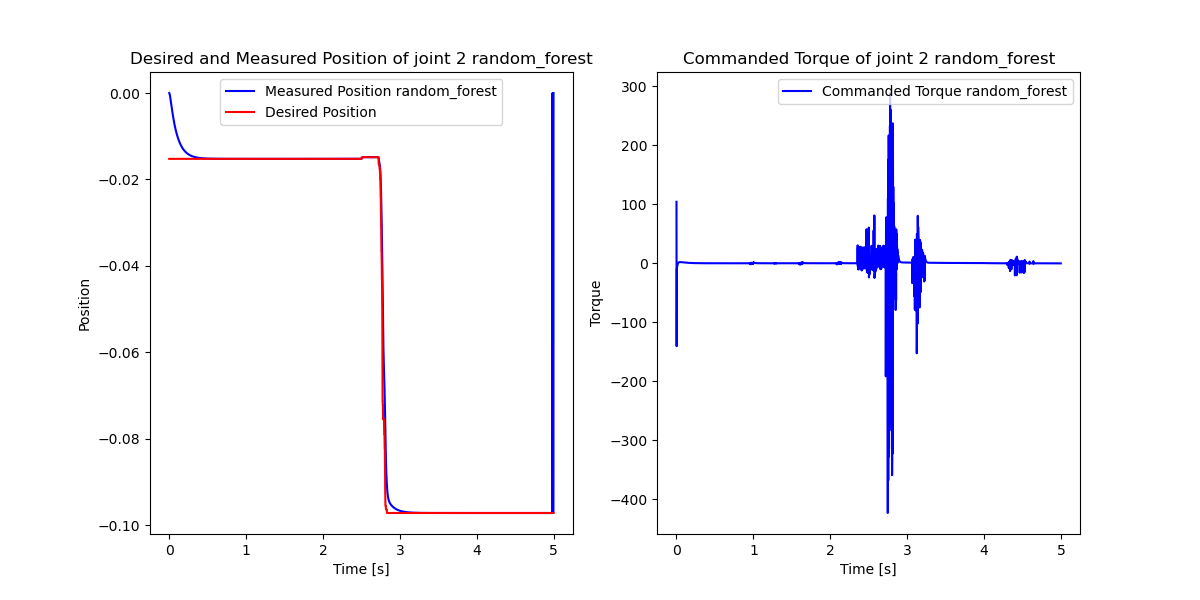 Desired and Measured Position of joint 2 random_forest
Measured Position random_forest
Desired Position
0.00
−0.02
−0.04
−0.06
−0.08
−0.10
Position
0 1 2 3 4 5
Time [s]
Commanded Torque of joint 2 random_forest
Commanded Torque random_forest
300
200
100
0
−100
−200
−300
−400
Torque
0 1 2 3 4 5
Time [s]